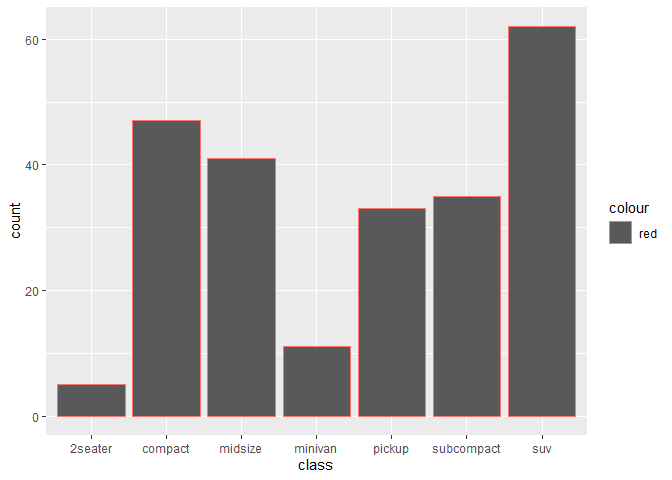 60
40
20
0
count
2seater compact midsize minivan pickup subcompact suv
class
colour
red